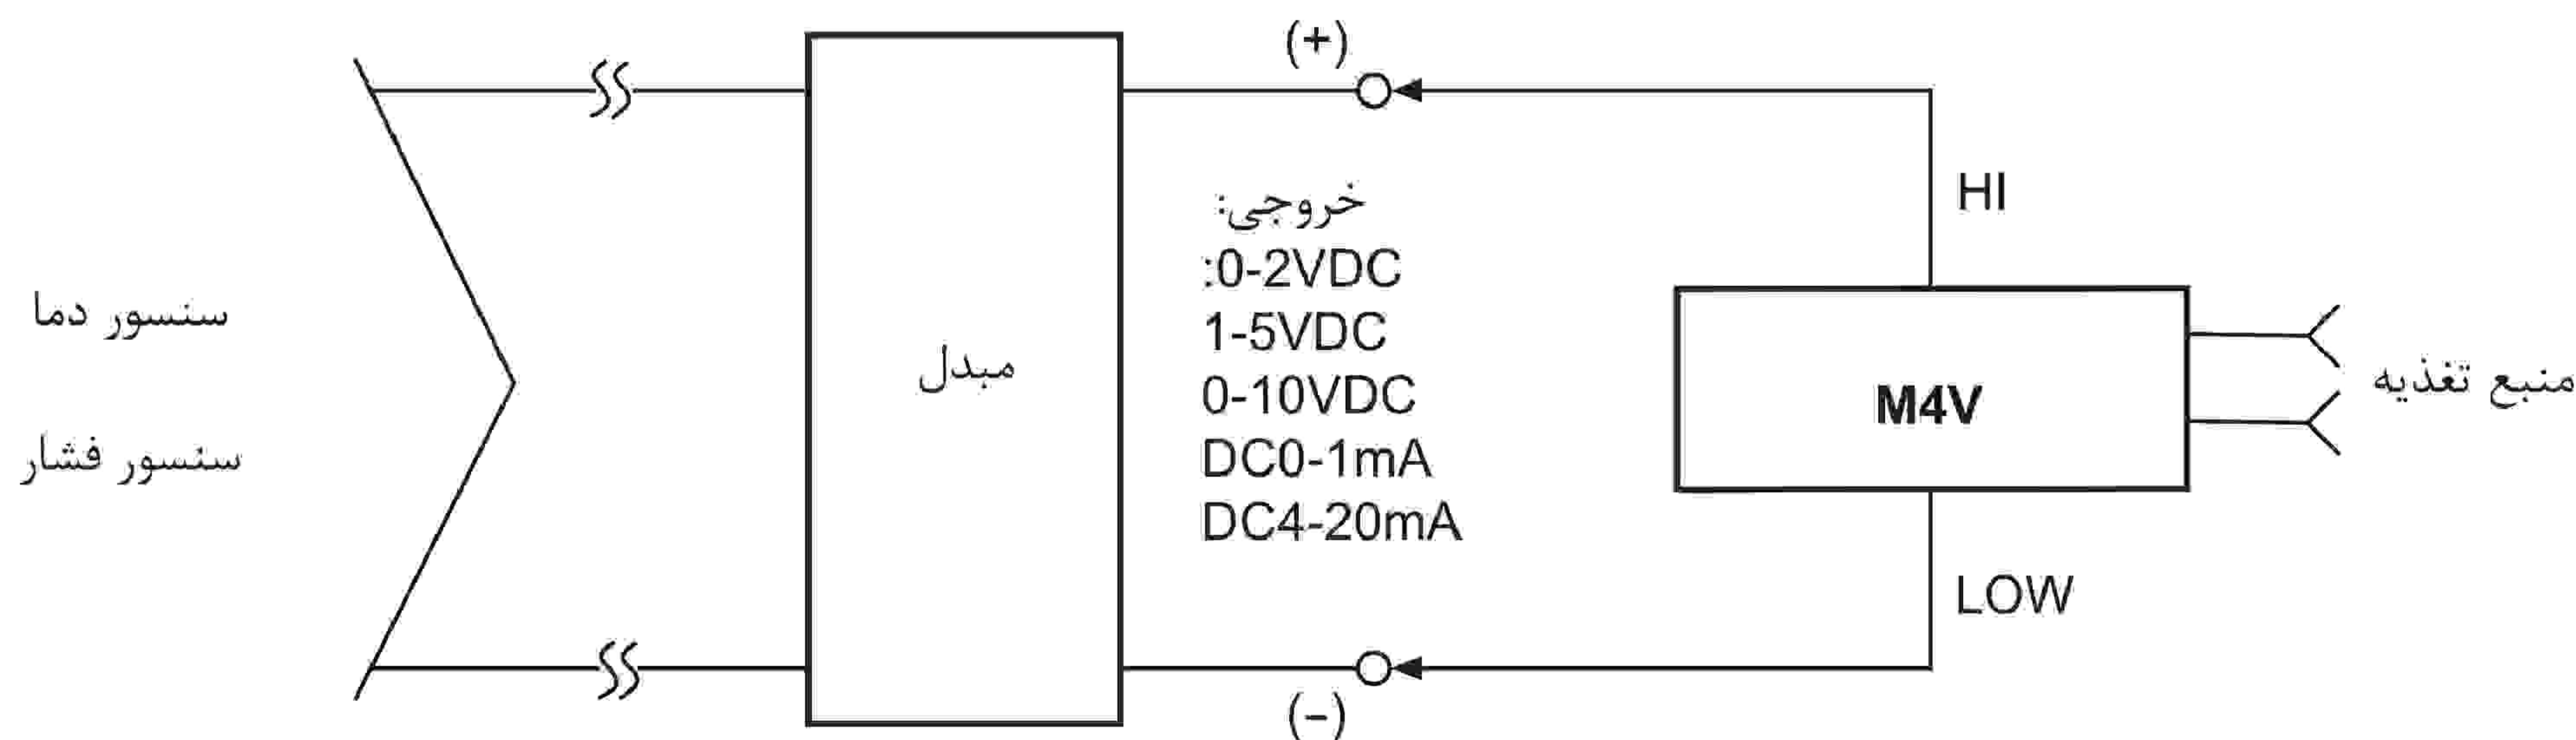 (+)
HI
خروجی:
:0-2VDC
1-5VDC
0-10VDC
DC0-1mA
DC4-20mA
سنسور دما
سنسور فشار
مبدل
M4V
منبع تغذیه
LOW
(−)